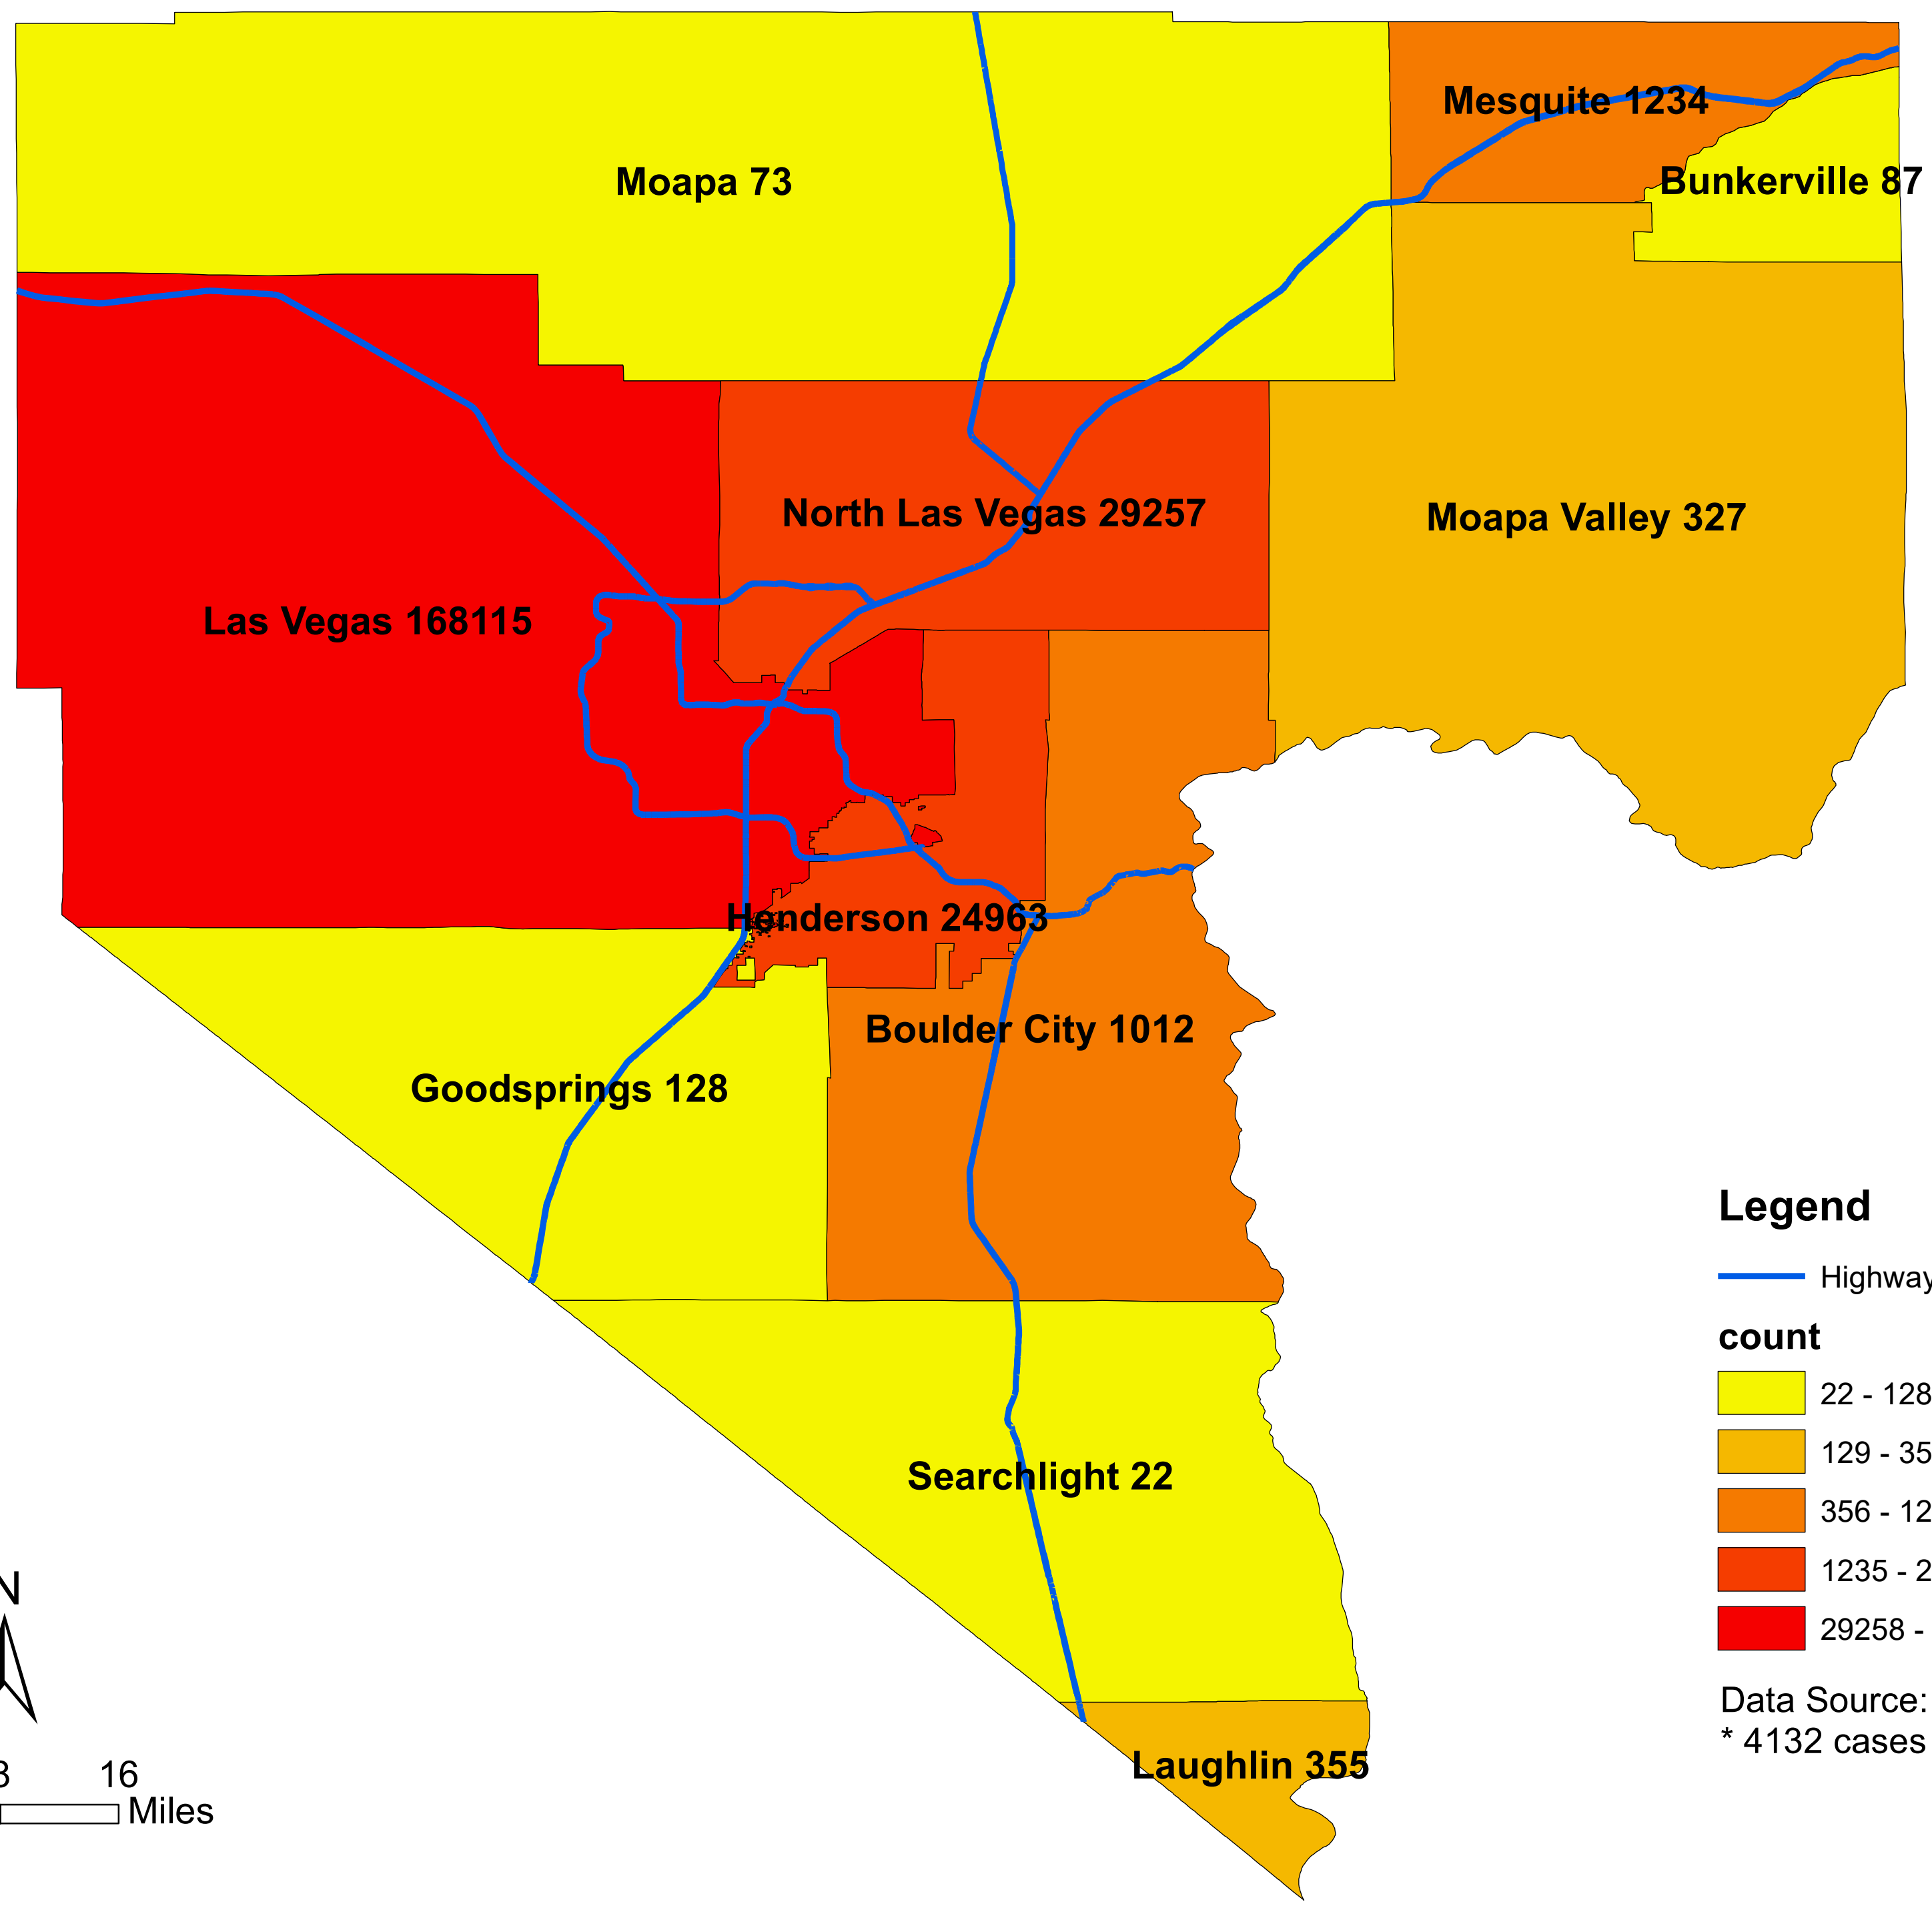 Mesquite 1234
Moapa 73
Bunkerville 87
North Las Vegas 29257
Moapa Valley 327
Las Vegas 168115
Henderson 24963
Boulder City 1012
Goodsprings 128
Searchlight 22
Laughlin 355
Legend
Highway
count
22 - 128
129 - 35
356 - 12
1235 - 2
29258 -
Data Source:
* 4132 cases
N
16
Miles